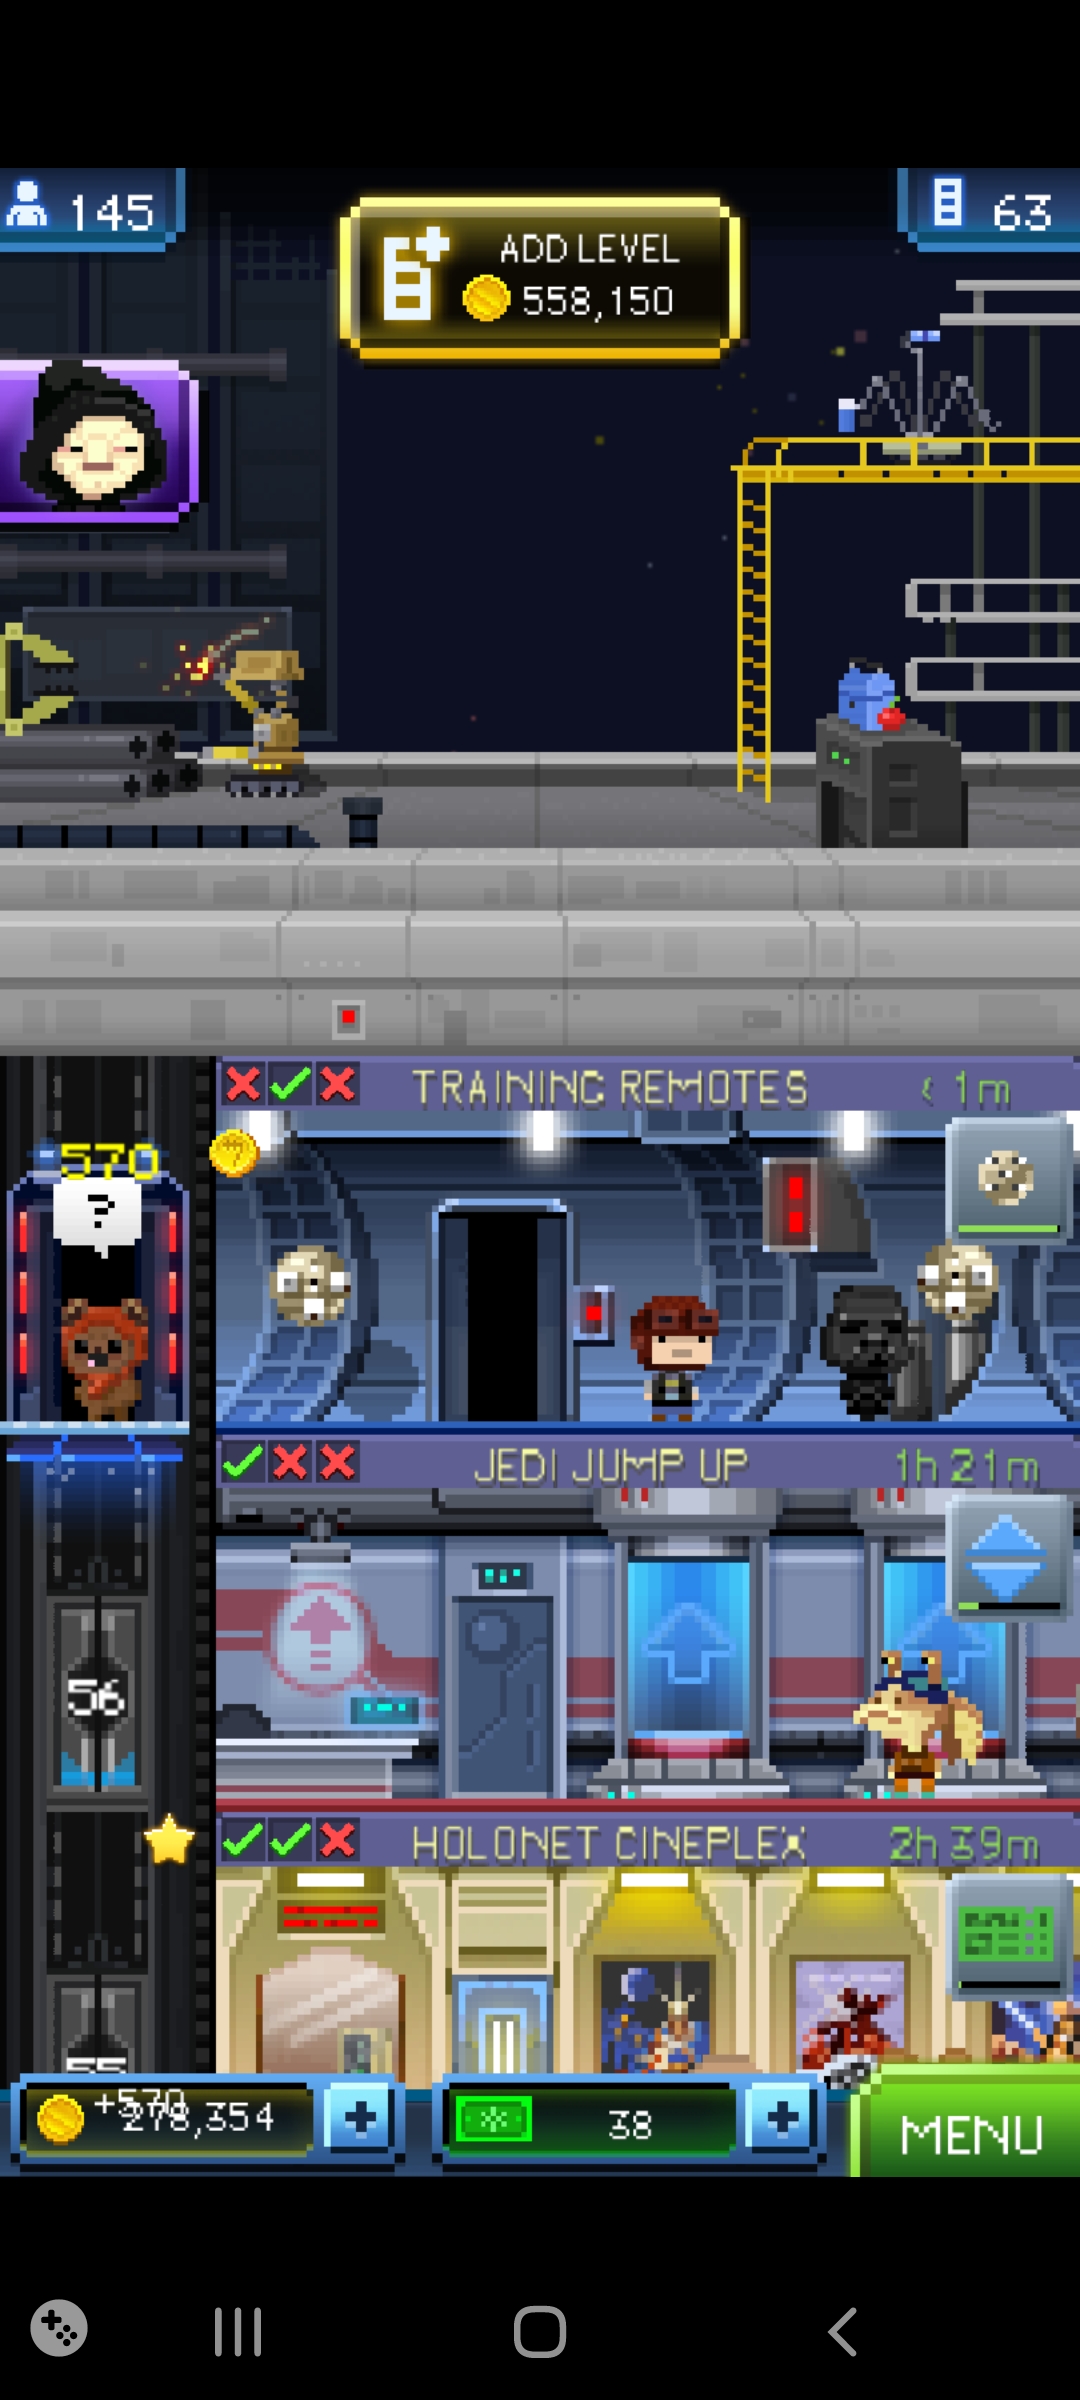 145
ADD LEVEL
558,150
63
TRAINING REMOTES
< 1m
570
?
JEDI JUMP UP
1h 21m
56
HOLONET CINEPLEX
2h 39m
55
+570
278,354
38
MENU